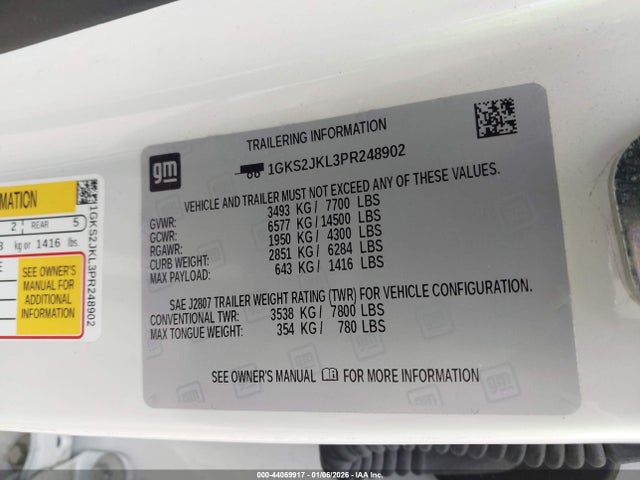 TRAILERING INFORMATION
gm
1GKS2JKL3PR248902
VEHICLE AND TRAILER MUST NOT EXCEED ANY OF THESE VALUES.
GVWR: 3493 KG / 7700 LBS
GCWR: 6577 KG / 14500 LBS
RGAWR: 1950 KG / 4300 LBS
CURB WEIGHT: 2851 KG / 6284 LBS
MAX PAYLOAD: 643 KG / 1416 LBS
SAE J2807 TRAILER WEIGHT RATING (TWR) FOR VEHICLE CONFIGURATION.
CONVENTIONAL TWR: 3538 KG / 7800 LBS
MAX TONGUE WEIGHT: 354 KG / 780 LBS
SEE OWNER'S MANUAL FOR MORE INFORMATION
2 REAR 5
kg or 1416 lbs.
SEE OWNER'S
MANUAL FOR
ADDITIONAL
INFORMATION
1GKS2JKL3PR248902
000-44069917 - 01/06/2026 - IAA Inc.